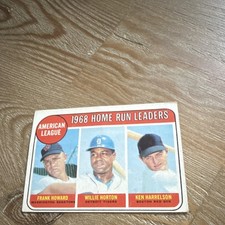 1968 HOME RUN LEADERS
AMERICAN
LEAGUE
FRANK HOWARD
WILLIE HORTON
KEN HARRELSON